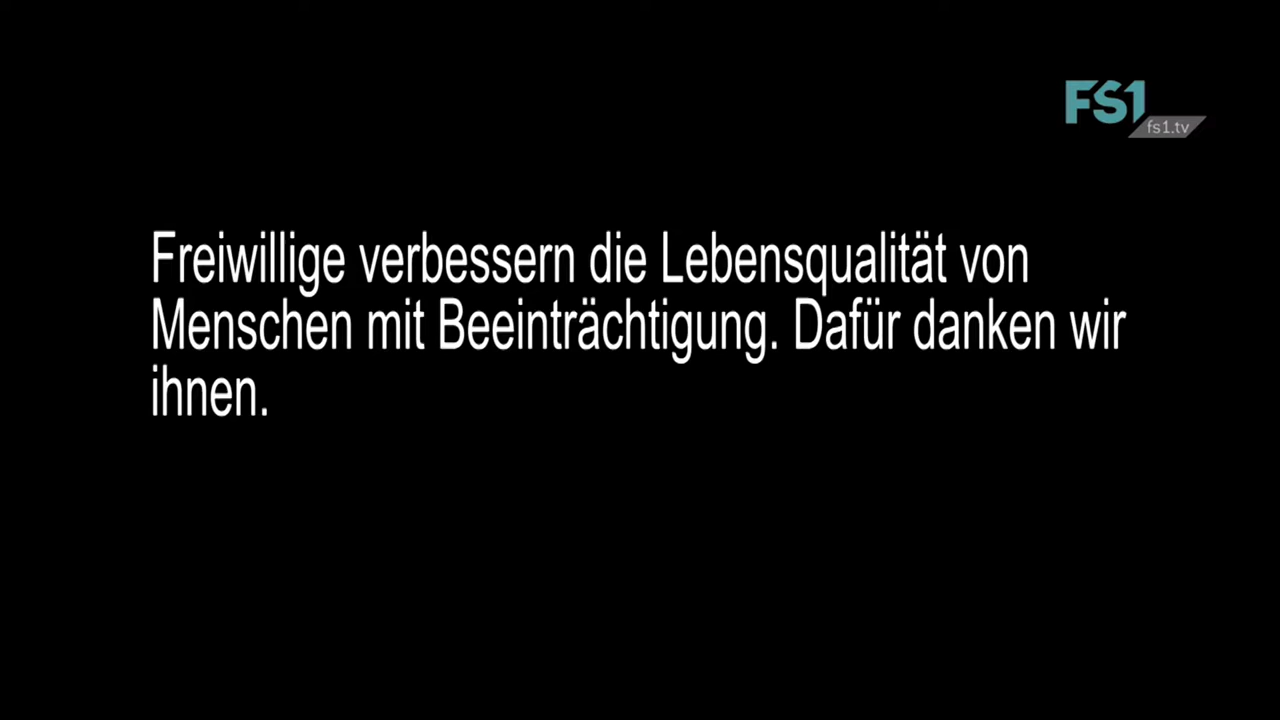 FS1
fs1.tv
Freiwillige verbessern die Lebensqualität von
Menschen mit Beeinträchtigung. Dafür danken wir
ihnen.